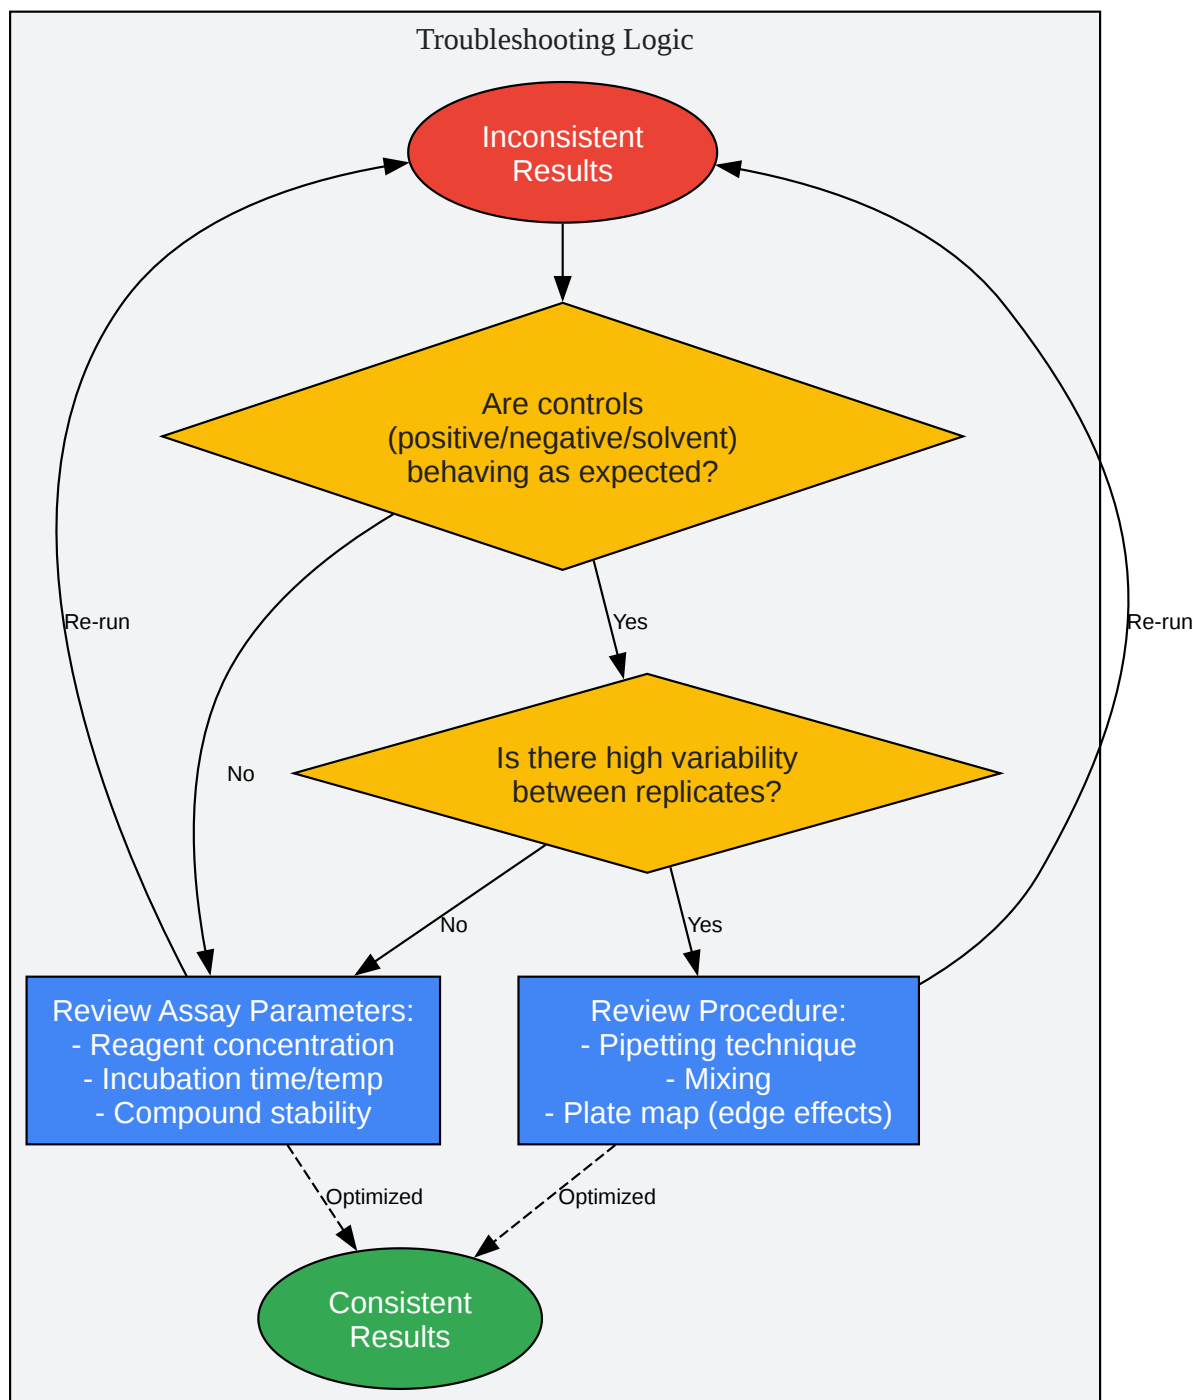 Troubleshooting Logic
Inconsistent
Results
Are controls
(positive/negative/solvent)
behaving as expected?
Re-run
Yes
Re-run
Is there high variability
between replicates?
No
No
Yes
Review Assay Parameters:
- Reagent concentration
- Incubation time/temp
- Compound stability
Review Procedure:
- Pipetting technique
- Mixing
- Plate map (edge effects)
Optimized
Optimized
Consistent
Results